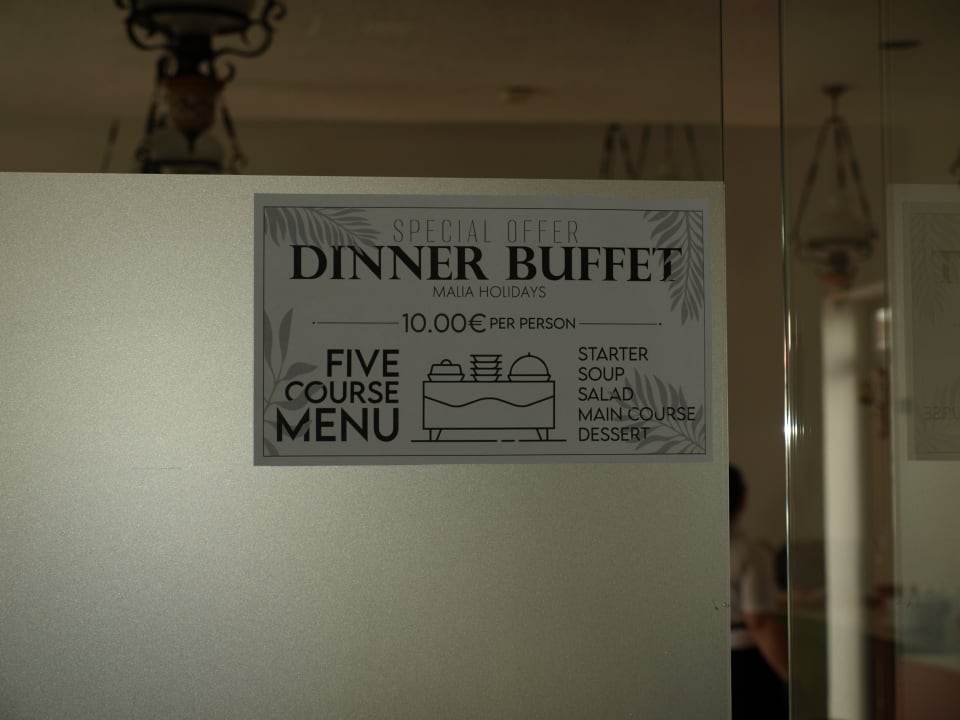 SPECIAL OFFER
DINNER BUFFET
MALIA HOLIDAYS
10.00€ PER PERSON
FIVE
COURSE
MENU
STARTER
SOUP
SALAD
MAIN COURSE
DESSERT